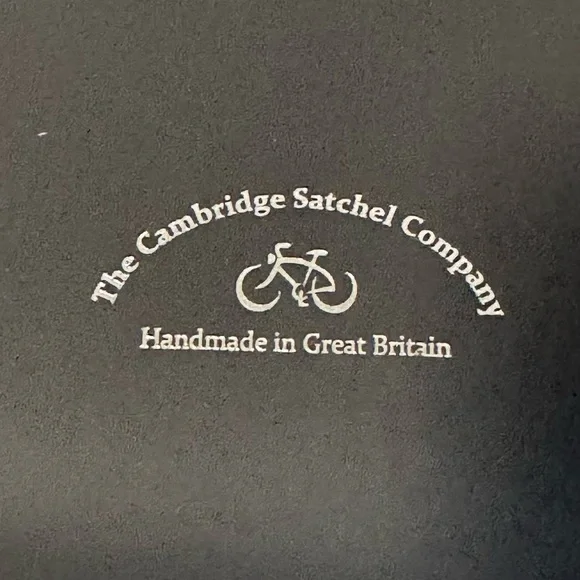 The Cambridge Satchel Company
Handmade in Great Britain